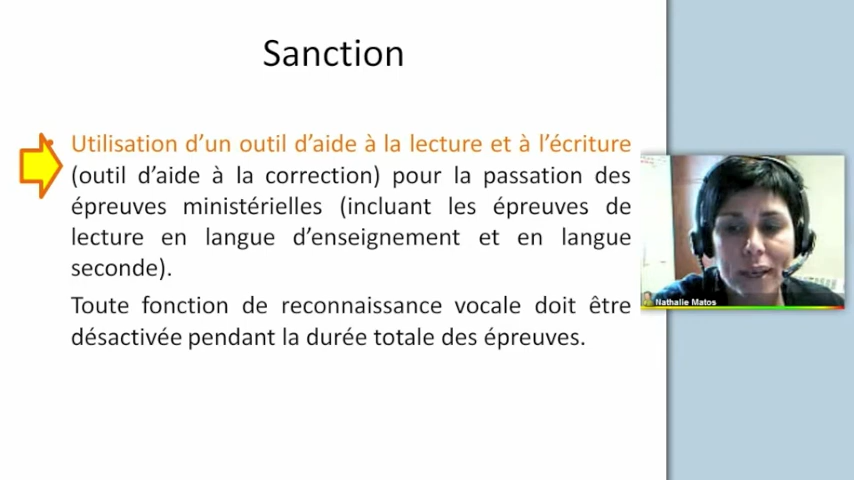 Sanction
Utilisation d’un outil d’aide à la lecture et à l’écriture
(outil d’aide à la correction) pour la passation des
épreuves ministérielles (incluant les épreuves de
lecture en langue d’enseignement et en langue
seconde).
Toute fonction de reconnaissance vocale doit être
désactivée pendant la durée totale des épreuves.
Nathalie Matos